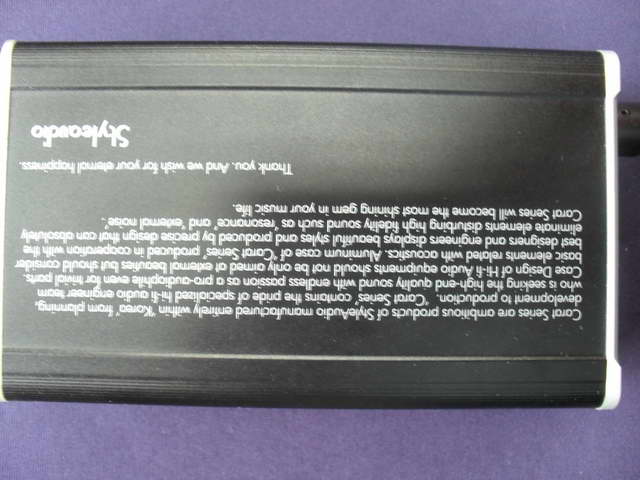 Carat Series are ambitious products of StyleAudio manufactured entirely within "Korea" from planning,
development to production. "Carat Series" contains the pride of specialized hi-fi audio engineer team
who is seeking the high-end quality sound with endless passion as a pro-audiophile even for trivial parts.
Case Design of Hi-Fi Audio equipments should not be only aimed at external beauties but should consider
basic elements related with acoustics. Aluminum case of "Carat Series" produced in cooperation with the
best designers and engineers displays beautiful styles and produced by precise design that can absolutely
eliminate elements disturbing high fidelity sound such as "resonance" and "external noise".
Carat Series will become the most shining gem in your music life.
Thank you. And we wish for your eternal happiness.
Styleaudio